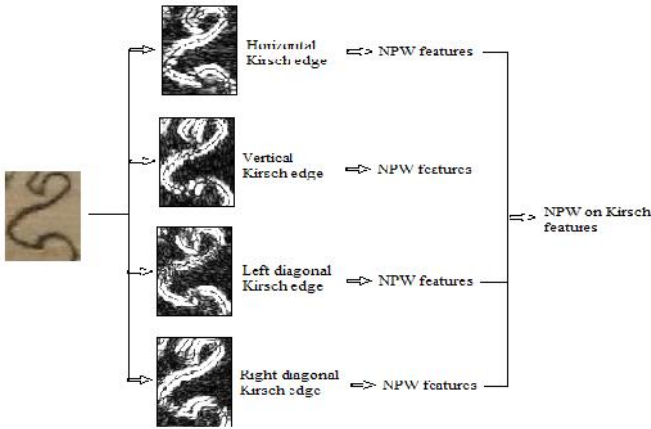 Horizontal
Kirsch edge
NPW features
Vertical
Kirsch edge
NPW features
NPW on Kirsch
features
Left diagonal
Kirsch edge
NPW features
Right diagonal
Kirsch edge
NPW features